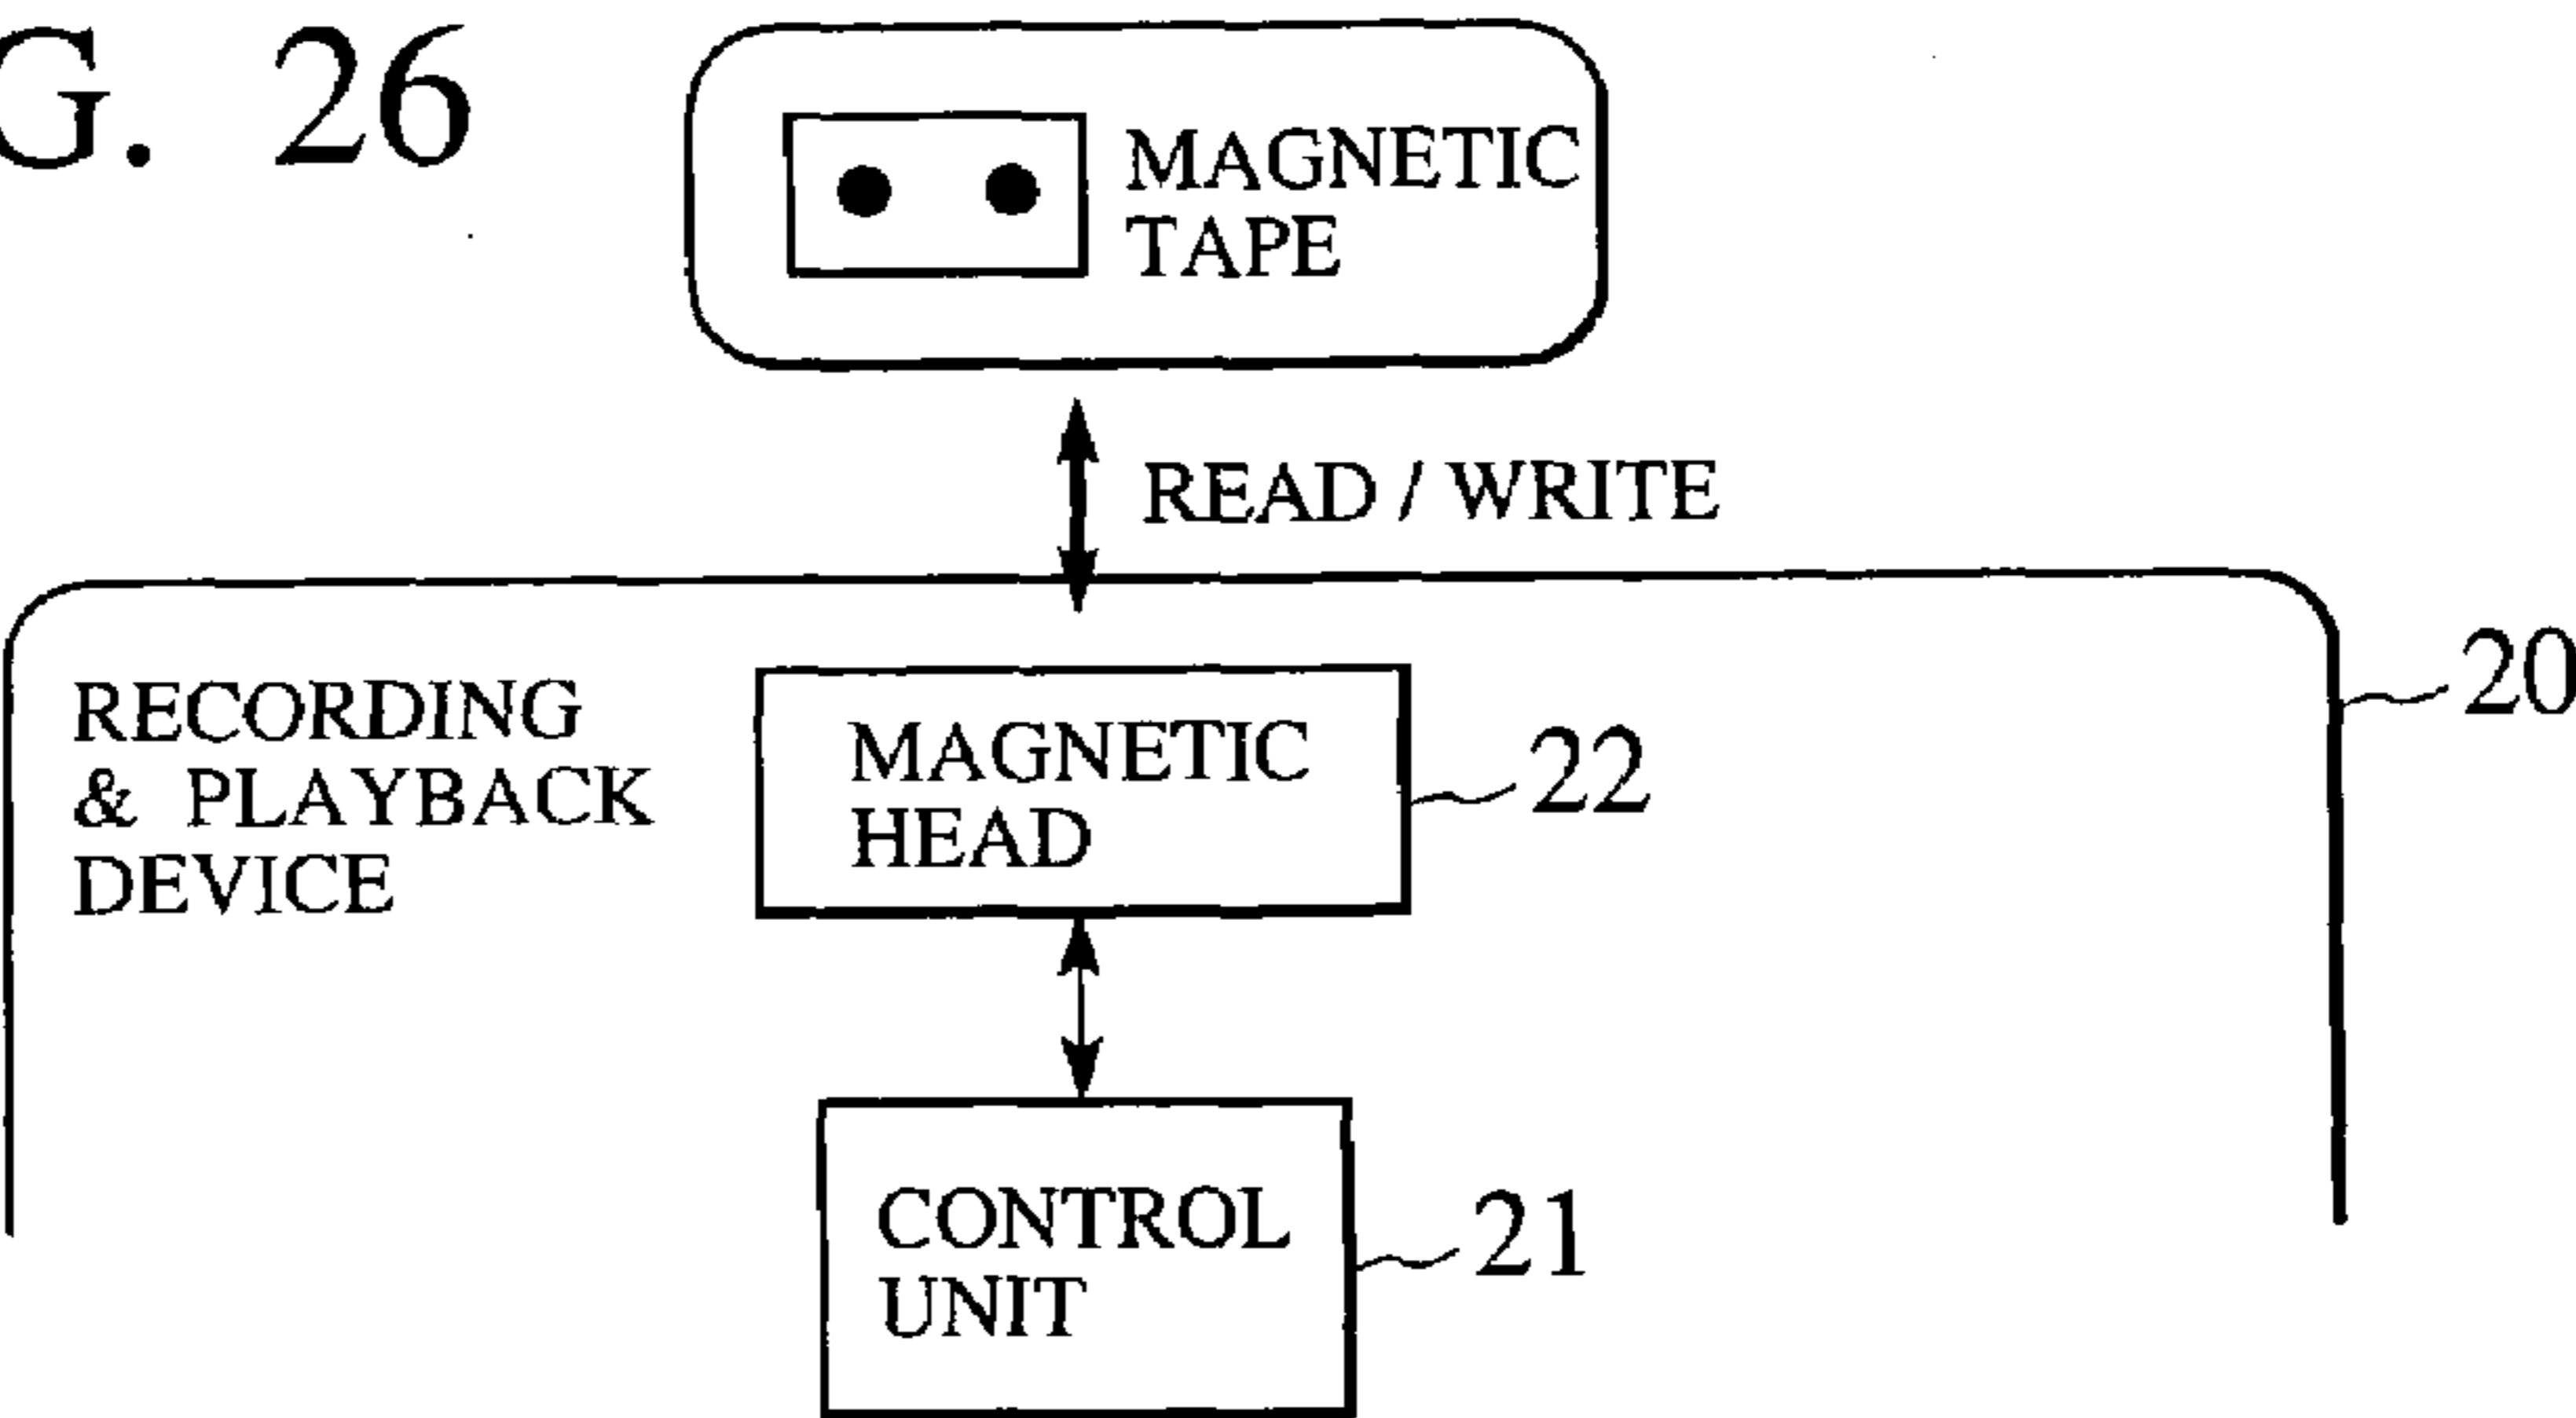 G. 26
MAGNETIC
TAPE
READ / WRITE
20
RECORDING
& PLAYBACK
DEVICE
MAGNETIC
HEAD
22
CONTROL
UNIT
21